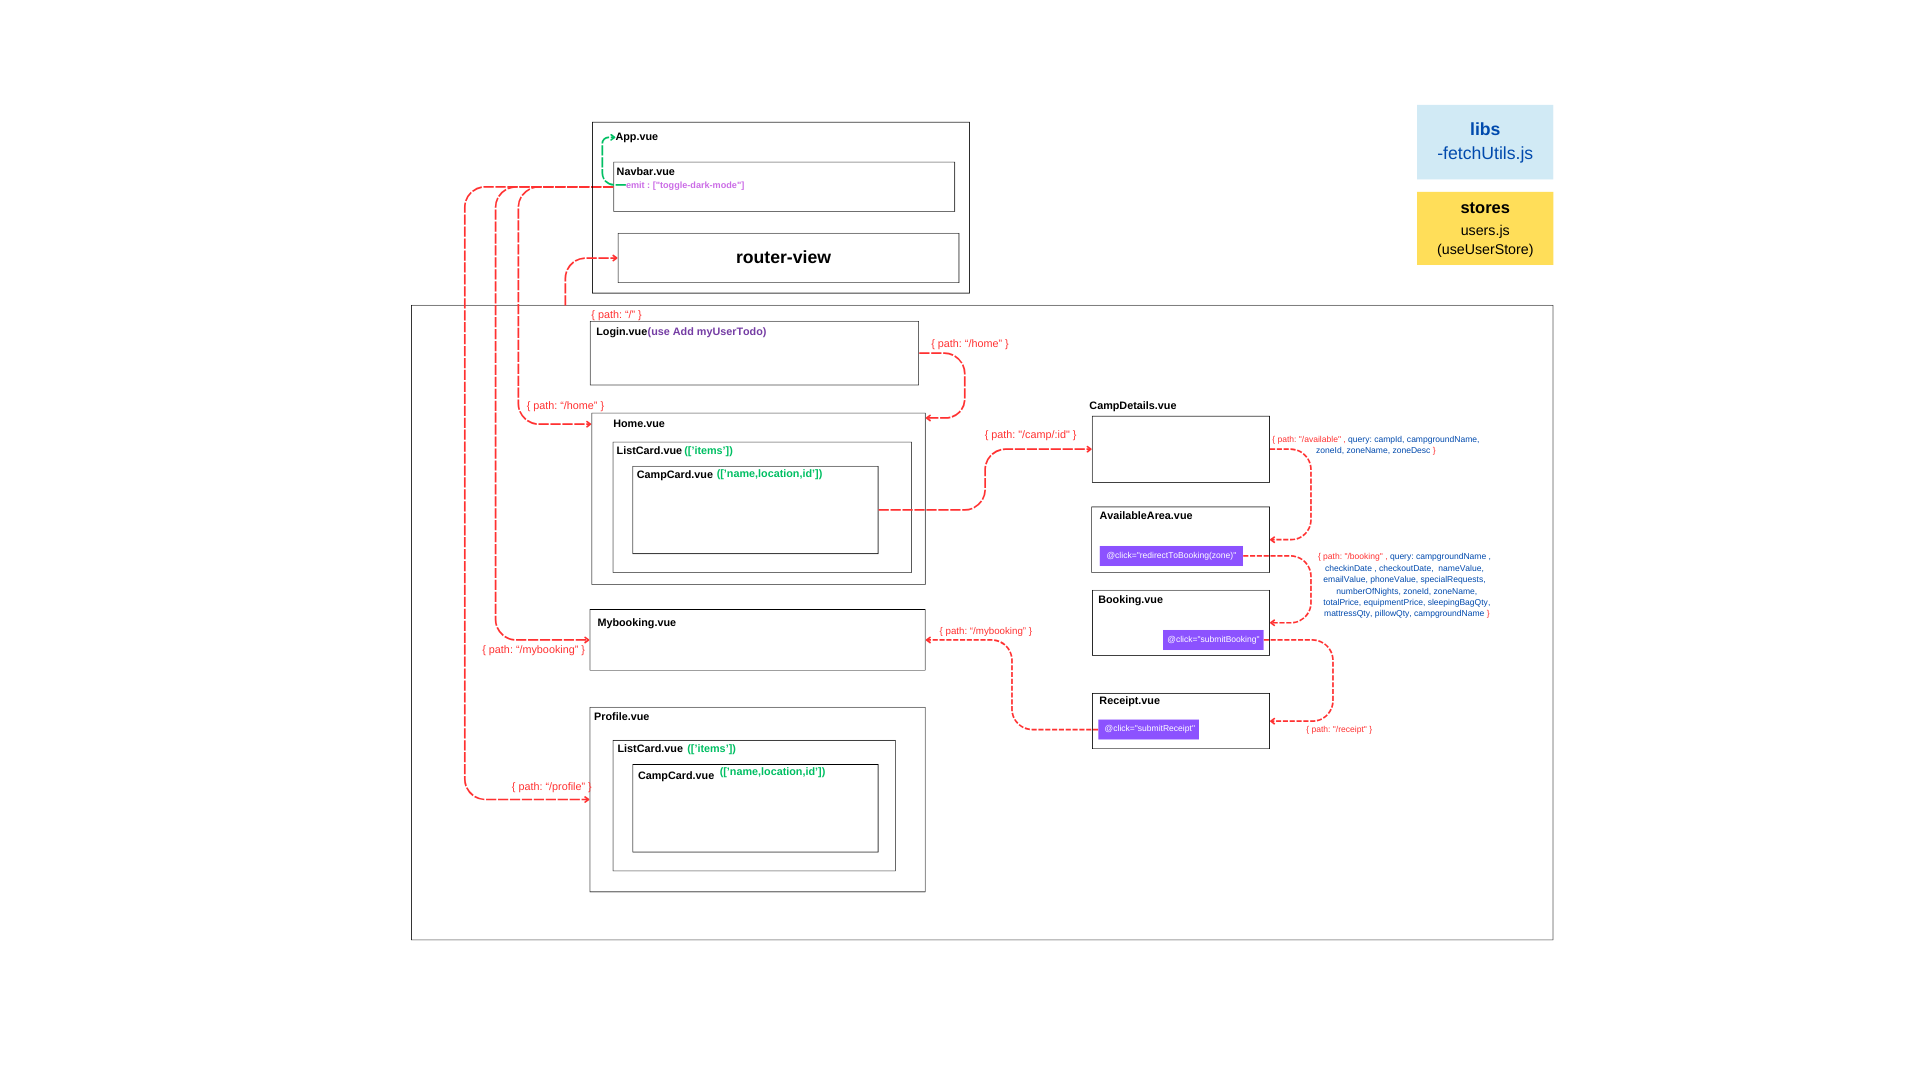 App.vue
Navbar.vue
emit : ["toggle-dark-mode"]
router-view
libs
-fetchUtils.js
stores
users.js
(useUserStore)
{ path: “/” }
Login.vue(use Add myUserTodo)
{ path: “/home” }
{ path: “/home” }
Home.vue
ListCard.vue (['items'])
CampCard.vue (['name,location,id'])
{ path: "/camp/:id" }
CampDetails.vue
{ path: "/available" , query: campId, campgroundName,
zoneId, zoneName, zoneDesc }
AvailableArea.vue
@click="redirectToBooking(zone)"
{ path: "/booking" , query: campgroundName ,
checkinDate , checkoutDate, nameValue,
emailValue, phoneValue, specialRequests,
numberOfNights, zoneId, zoneName,
totalPrice, equipmentPrice, sleepingBagQty,
mattressQty, pillowQty, campgroundName }
Booking.vue
@click="submitBooking"
Mybooking.vue
{ path: “/mybooking” }
{ path: "/mybooking" }
Receipt.vue
@click="submitReceipt"
{ path: "/receipt" }
Profile.vue
ListCard.vue (['items'])
CampCard.vue (['name,location,id'])
{ path: “/profile” }